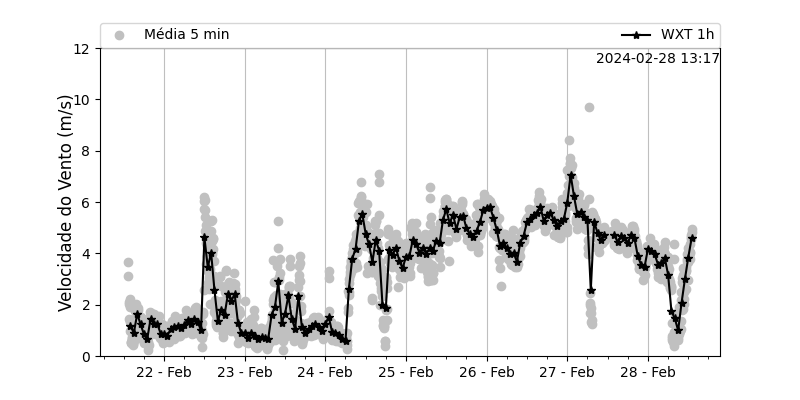 Média 5 min
WXT 1h
2024-02-28 13:17
Velocidade do Vento (m/s)
12
10
8
6
4
2
0
22 - Feb
23 - Feb
24 - Feb
25 - Feb
26 - Feb
27 - Feb
28 - Feb